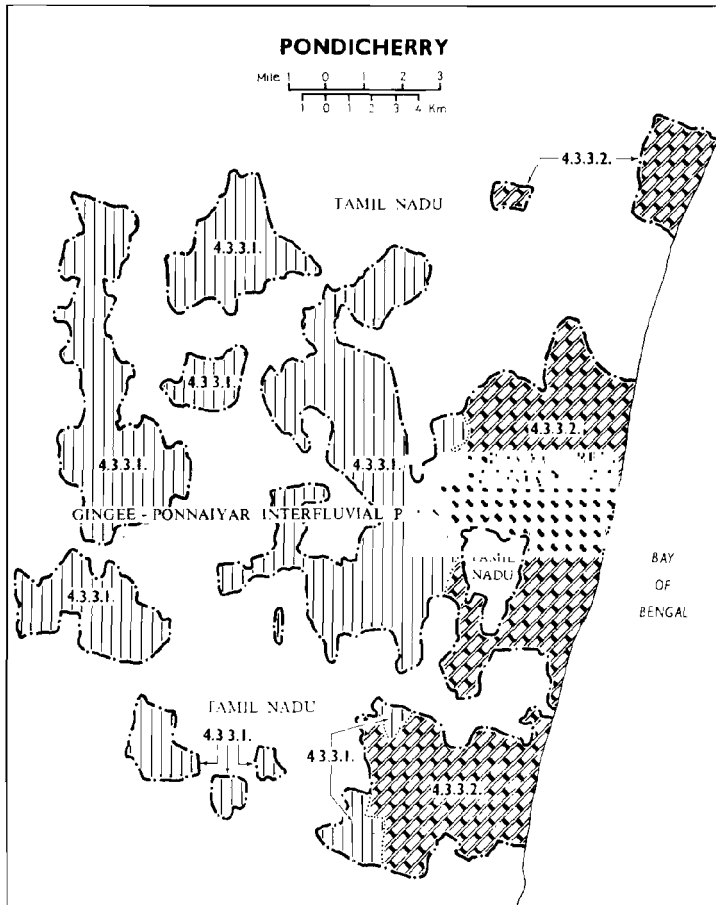 PONDICHERRY
Mile 1 0 1 2 3
1 0 1 2 3 4 Km
4.3.3.2.
TAMIL NADU
4.3.3.1.
4.3.3.1.
4.3.3.2.
4.3.3.1.
4.3.3.1.
GINGEE - PONNAIYAR INTERFLUVIAL
TAMIL
NADU
BAY
OF
BENGAL
4.3.3.1.
TAMIL NADU
4.3.3.1.
4.3.3.1.
4.3.3.2.